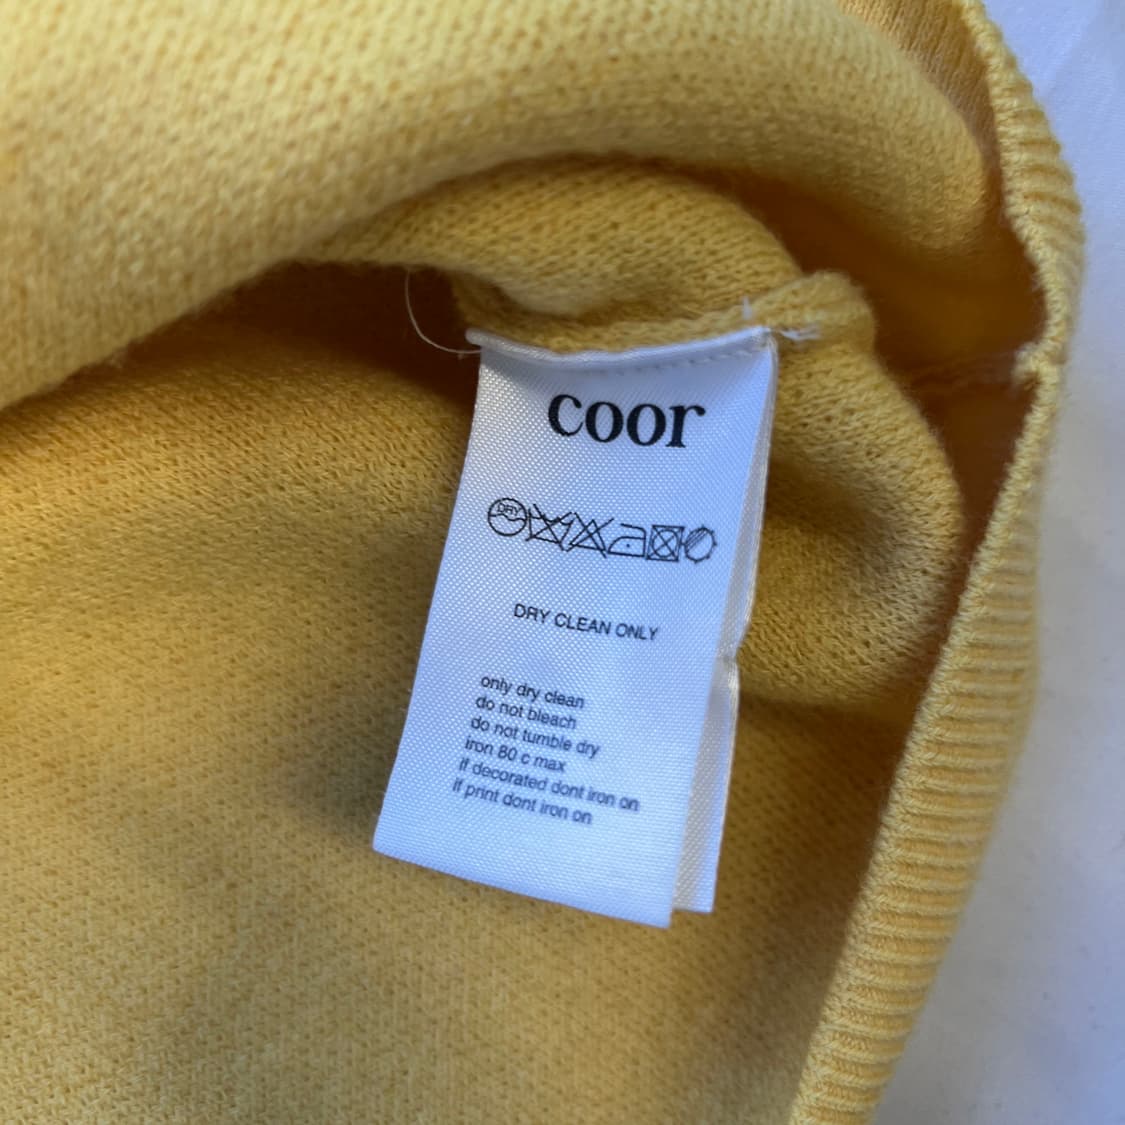 coor
DRY
DRY CLEAN ONLY
only dry clean
do not bleach
do not tumble dry
iron 80 c max
if decorated dont iron on
if print dont iron on